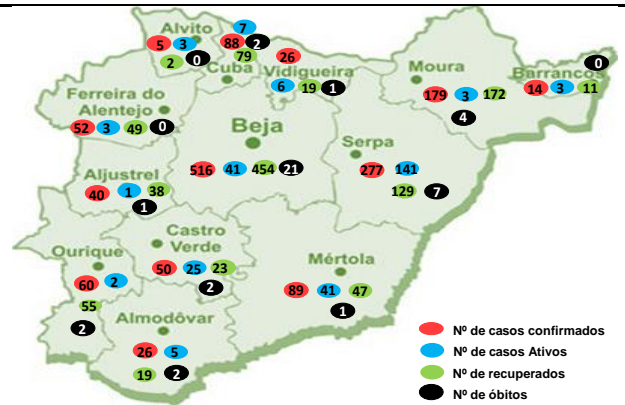 Alvito
5 3
2 0
7
88 2
79
Cuba
26
Vidigueira
6 19 1
Moura
179 3 172
4
0
Barrancos
14 3 11
Ferreira do
Alentejo
52 3 49 0
Beja
516 41 454 21
Serpa
277 141
129 7
Aljustrel
40 1 38
1
Castro
Verde
50 25 23
2
Ourique
60 2
55
2
Mértola
89 41 47
1
Almodôvar
26 5
19 2
Nº de casos confirmados
Nº de casos Ativos
Nº de recuperados
Nº de óbitos